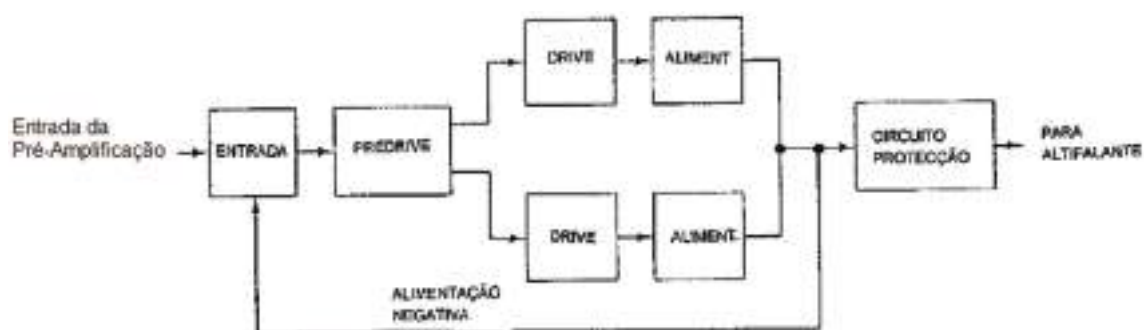 Entrada da
Pré-Amplificação
ENTRADA
PREDRIVE
DRIVE
ALIMENT
DRIVE
ALIMENT
CIRCUITO
PROTECÇÃO
PARA
ALTIFALANTE
ALIMENTAÇÃO
NEGATIVA